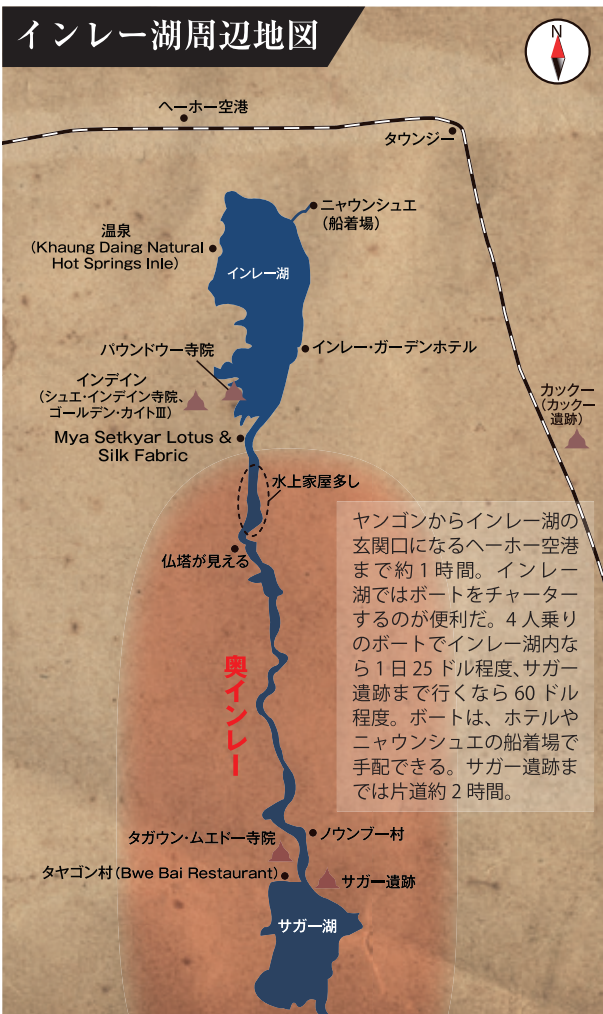 インレー湖周辺地図
N
ヘーホー空港
タウンジー
ニャウンシュエ
(船着場)
温泉
(Khaung Daing Natural
Hot Springs Inle)
インレー湖
パウンドウー寺院
インレー・ガーデンホテル
インデイン
(シュエ・インデイン寺院、
ゴールデン・カイトⅢ)
カックー
(カックー
遺跡)
Mya Setkyar Lotus &
Silk Fabric
水上家屋多し
仏塔が見える
ヤンゴンからインレー湖の
玄関口になるヘーホー空港
まで約1時間。インレー
湖ではボートをチャーター
するのが便利だ。4人乗り
のボートでインレー湖内な
ら1日25ドル程度、サガー
遺跡まで行くなら60ドル
程度。ボートは、ホテルや
ニャウンシュエの船着場で
手配できる。サガー遺跡ま
では片道約2時間。
奥インレー
タガウン・ムエドー寺院
ノウンブー村
タヤゴン村(Bwe Bai Restaurant)
サガー遺跡
サガー湖